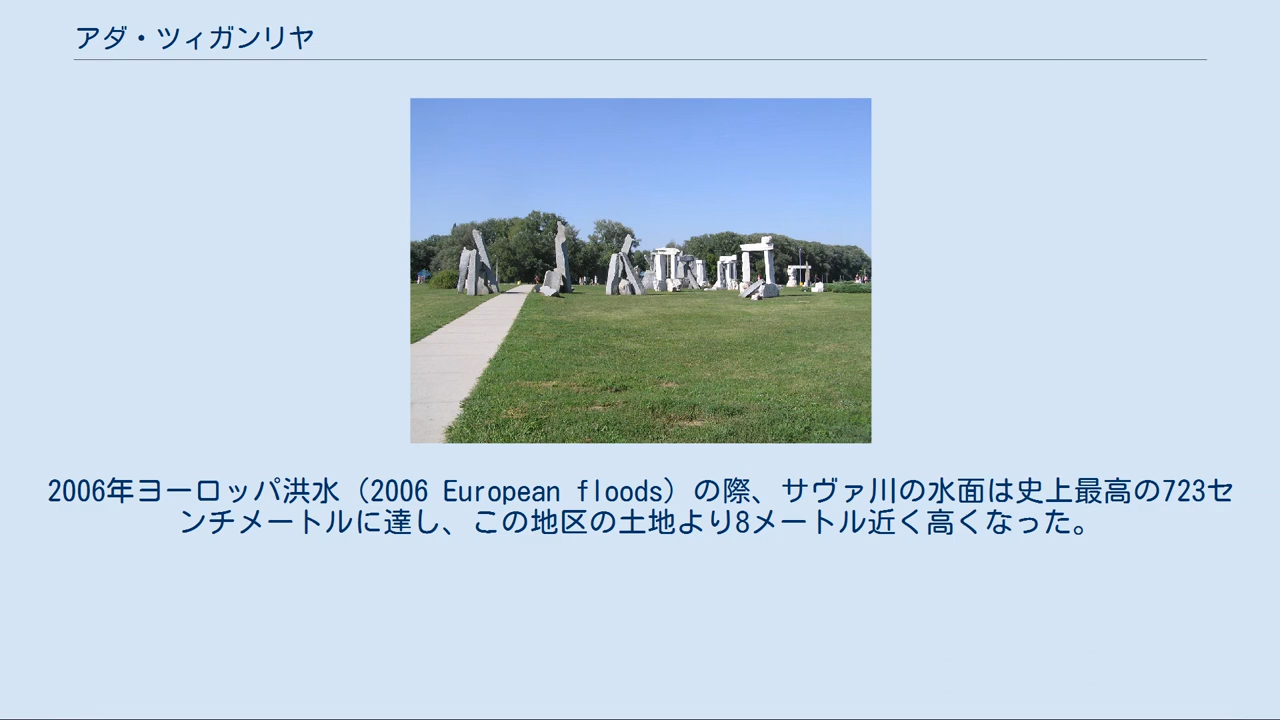 アダ・ツィガンリヤ
2006年ヨーロッパ洪水（2006 European floods）の際、サヴァ川の水面は史上最高の723セ
ンチメートルに達し、この地区の土地より8メートル近く高くなった。